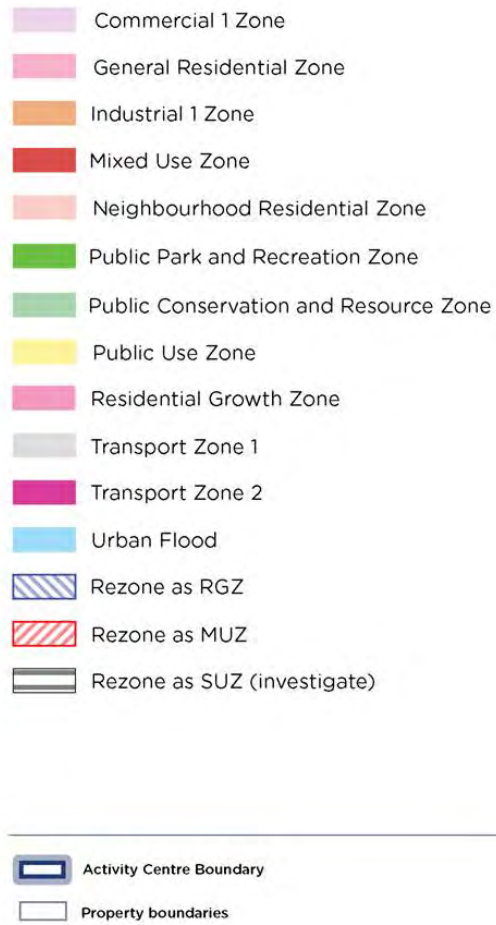 Commercial 1 Zone
General Residential Zone
Industrial 1 Zone
Mixed Use Zone
Neighbourhood Residential Zone
Public Park and Recreation Zone
Public Conservation and Resource Zone
Public Use Zone
Residential Growth Zone
Transport Zone 1
Transport Zone 2
Urban Flood
Rezone as RGZ
Rezone as MUZ
Rezone as SUZ (investigate)
Activity Centre Boundary
Property boundaries